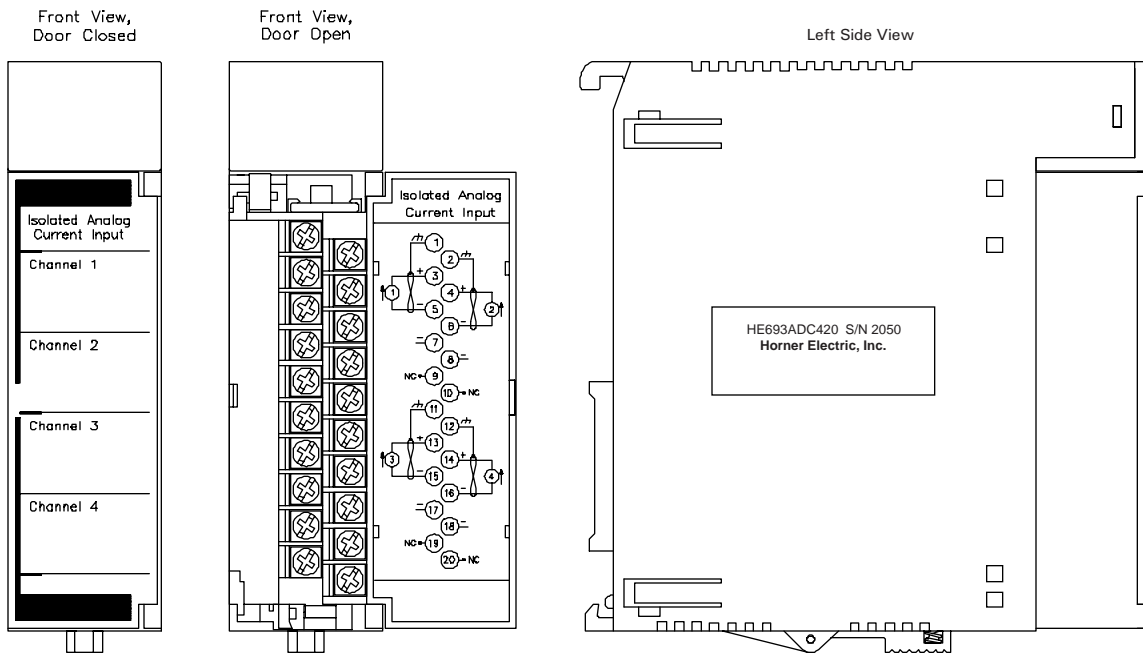 Front View,
Door Closed
Front View,
Door Open
Left Side View
Isolated Analog
Current Input
Channel 1
Channel 2
Channel 3
Channel 4
Isolated Analog
Current Input
1
2
+ 3
4 +
1
- 5
2
6 -
7
8
NC 9
10 NC
11
12
+ 13
14 +
3
- 15
4
16 -
17
18
NC 19
20 NC
HE693ADC420 S/N 2050
Horner Electric, Inc.